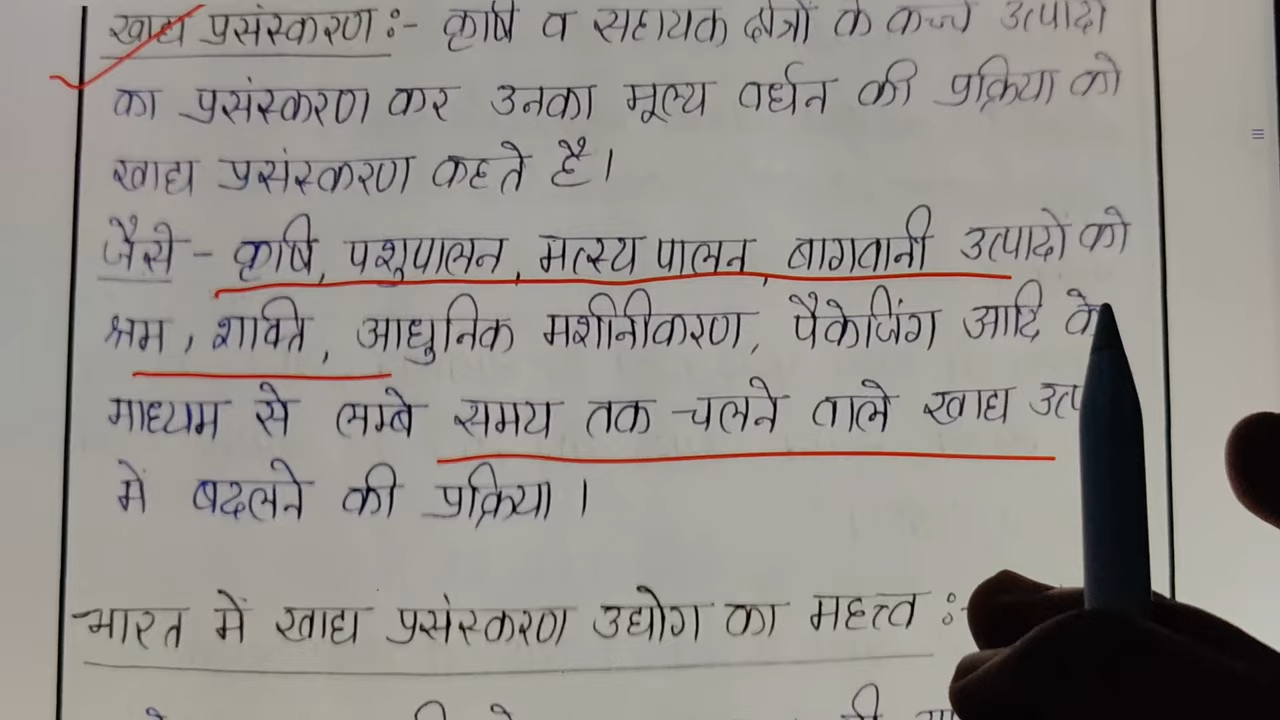 खाद्य प्रसंस्करण :- कृषि व सहायक क्षेत्रों के कच्चे उत्पादों
का प्रसंस्करण कर उनका मूल्य वर्धन की प्रक्रिया को
खाद्य प्रसंस्करण कहते है।
जैसे - कृषि, पशुपालन, मत्स्य पालन, बागवानी उत्पादों को
श्रम, शक्ति, आधुनिक मशीनीकरण, पैकेजिंग आदि के
माध्यम से लम्बे समय तक चलने वाले खाद्य
में बदलने की प्रक्रिया।
भारत में खाद्य प्रसंस्करण उद्योग का महत्त्व :-